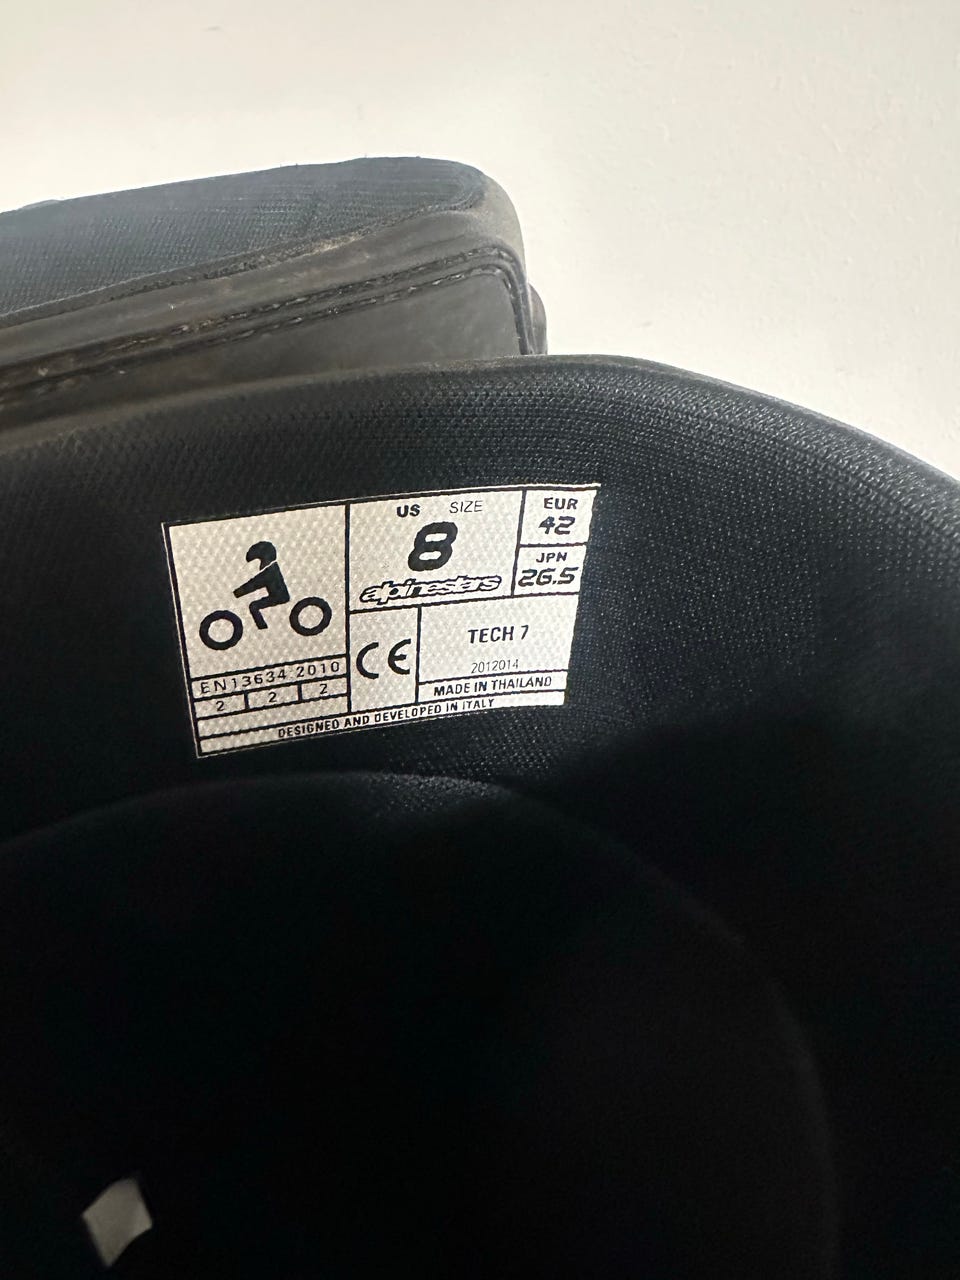 US SIZE
8
alpinestars
EUR
42
JPN
26.5
EN13634:2010
2 2 2
CE
TECH 7
2012014
MADE IN THAILAND
DESIGNED AND DEVELOPED IN ITALY